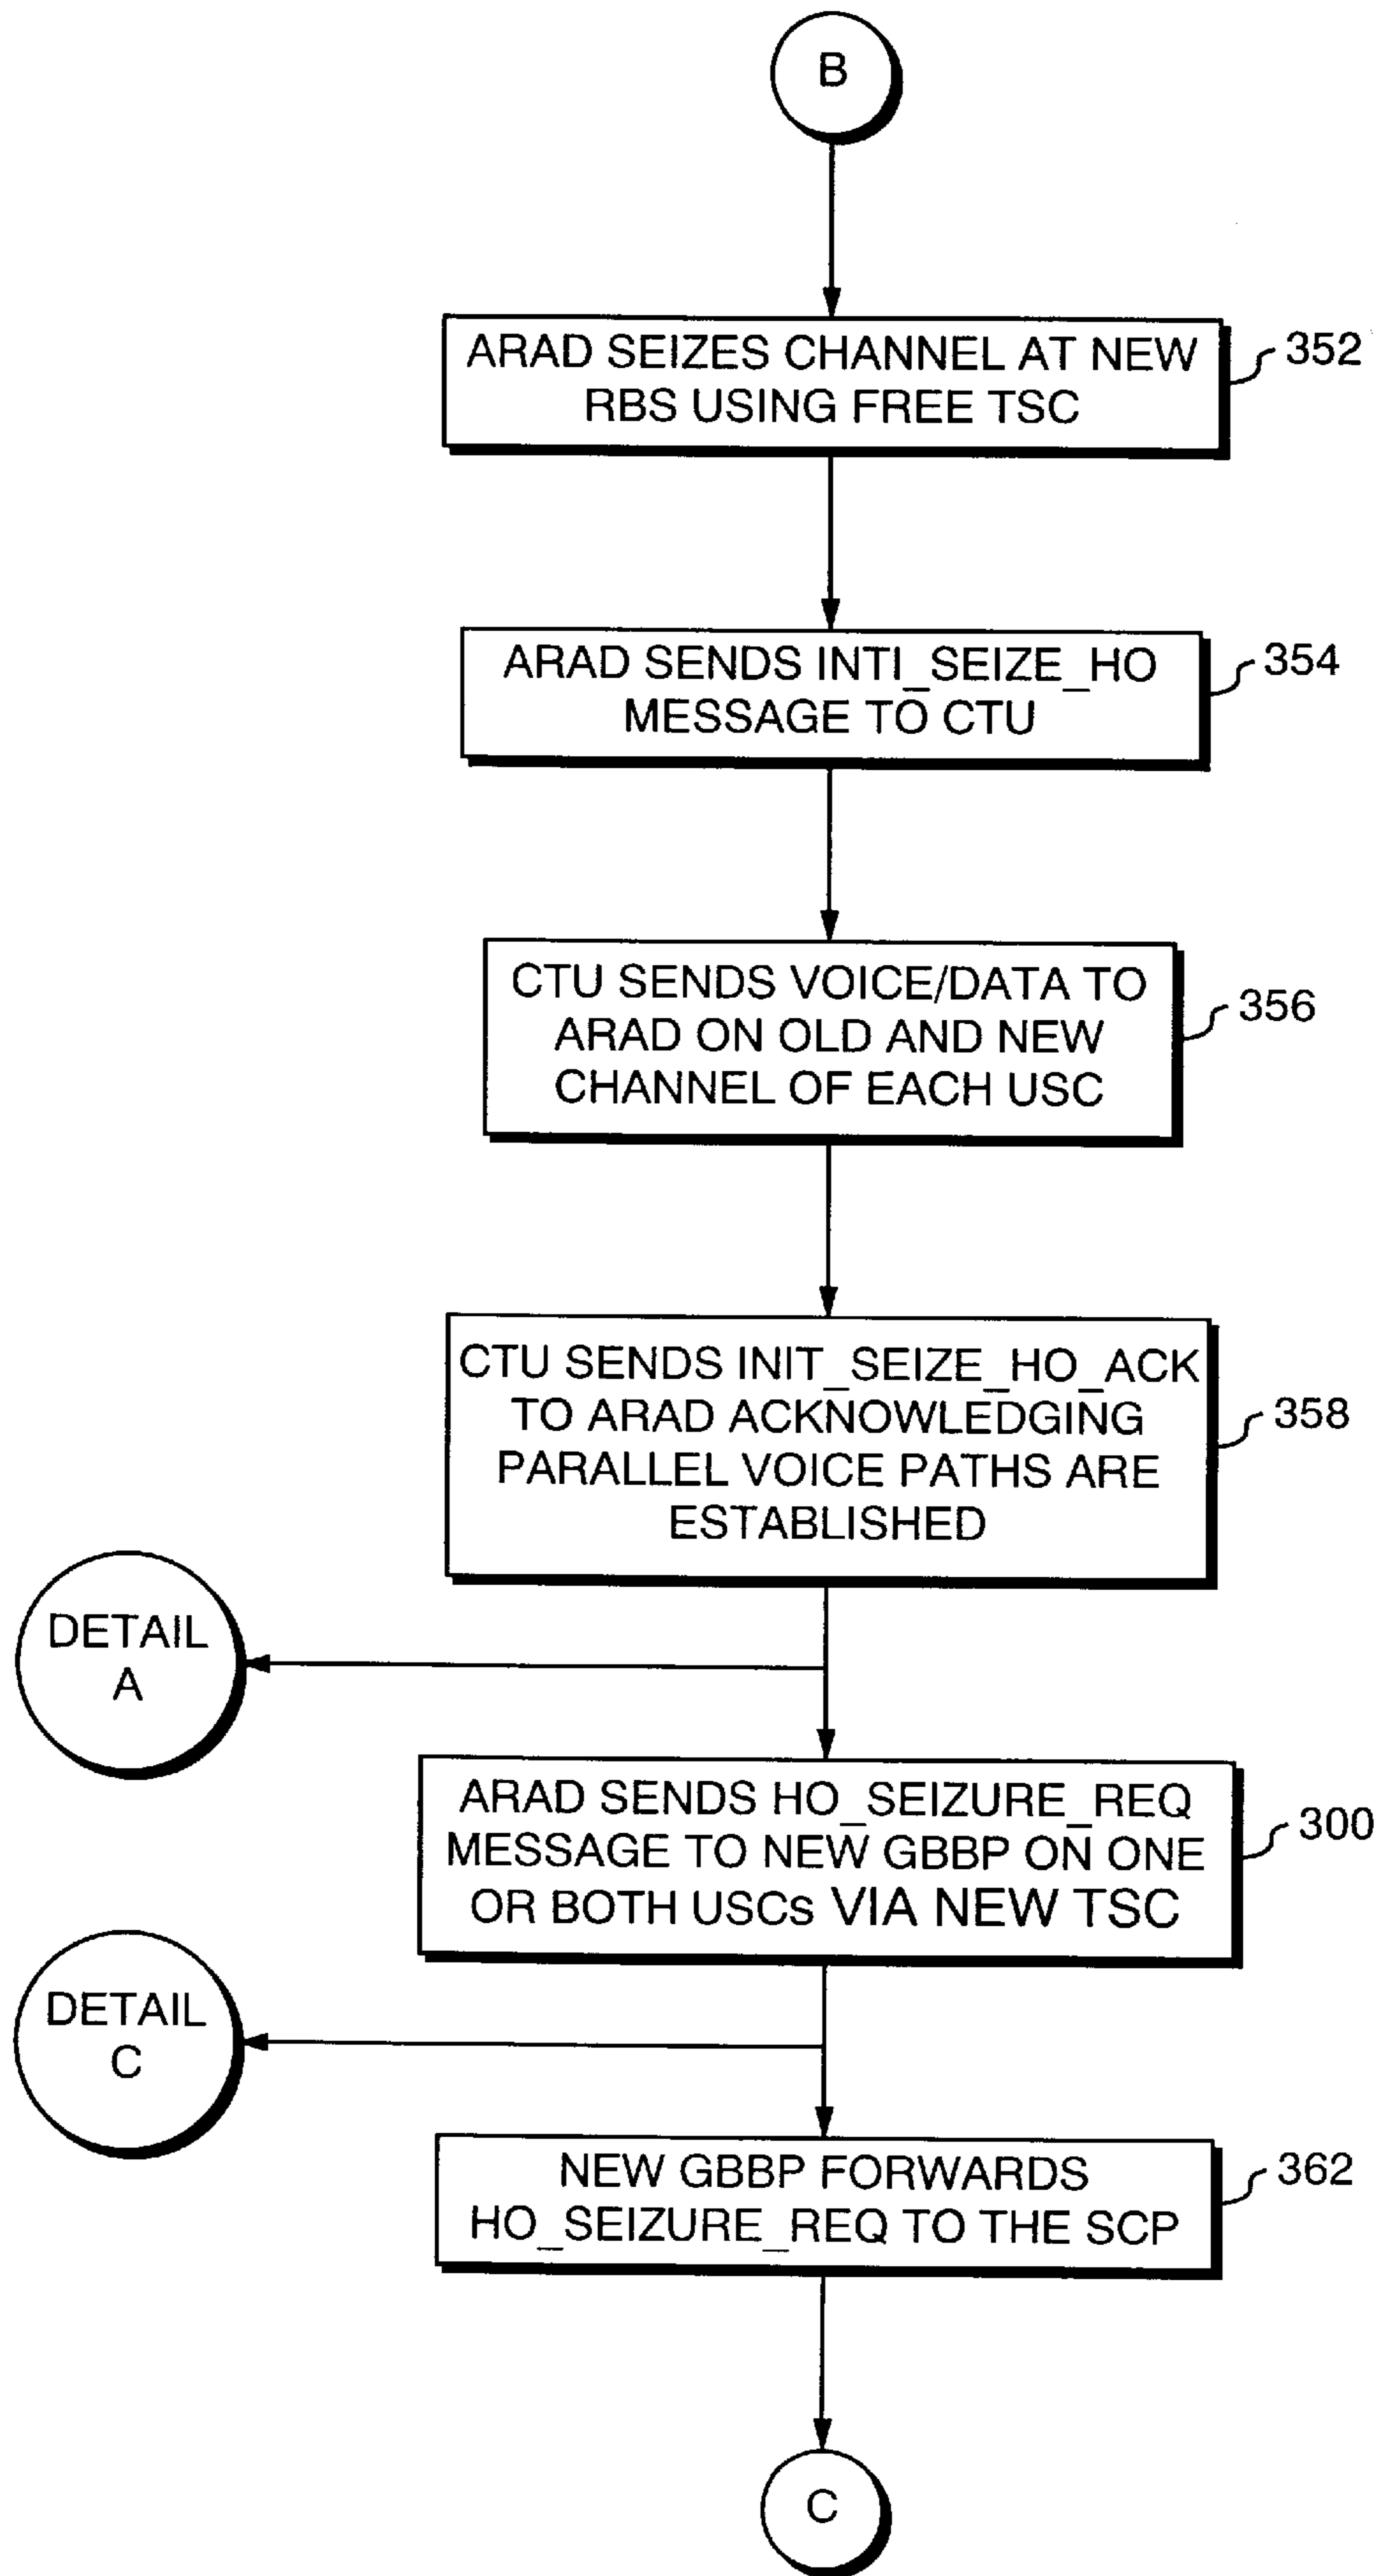 B
ARAD SEIZES CHANNEL AT NEW
RBS USING FREE TSC
352
ARAD SENDS INTI_SEIZE_HO
MESSAGE TO CTU
354
CTU SENDS VOICE/DATA TO
ARAD ON OLD AND NEW
CHANNEL OF EACH USC
356
CTU SENDS INIT_SEIZE_HO_ACK
TO ARAD ACKNOWLEDGING
PARALLEL VOICE PATHS ARE
ESTABLISHED
358
DETAIL
A
ARAD SENDS HO_SEIZURE_REQ
MESSAGE TO NEW GBBP ON ONE
OR BOTH USCs VIA NEW TSC
300
DETAIL
C
NEW GBBP FORWARDS
HO_SEIZURE_REQ TO THE SCP
362
C